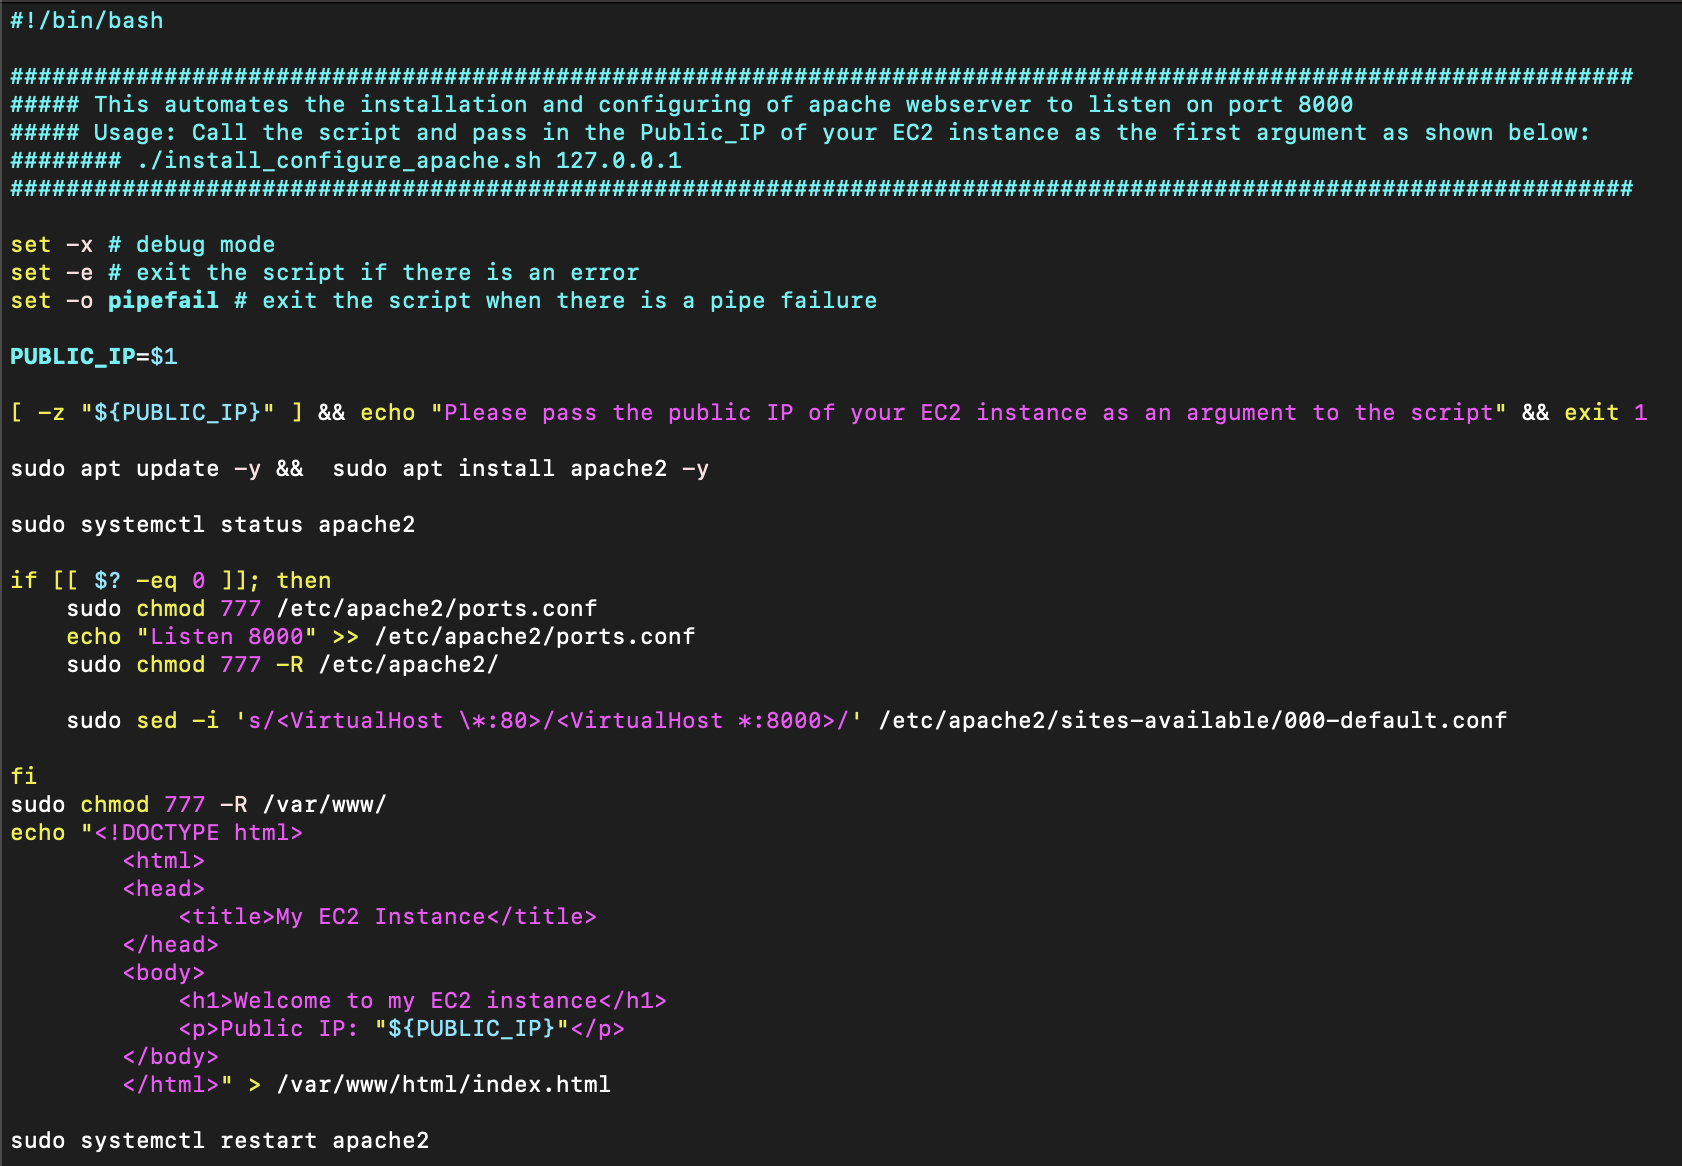 #!/bin/bash
####################################################################################################################
##### This automates the installation and configuring of apache webserver to listen on port 8000
##### Usage: Call the script and pass in the Public_IP of your EC2 instance as the first argument as shown below:
######## ./install_configure_apache.sh 127.0.0.1
####################################################################################################################
set -x # debug mode
set -e # exit the script if there is an error
set -o pipefail # exit the script when there is a pipe failure
PUBLIC_IP=$1
[ -z "${PUBLIC_IP}" ] && echo "Please pass the public IP of your EC2 instance as an argument to the script" && exit 1
sudo apt update -y &&  sudo apt install apache2 -y
sudo systemctl status apache2
if [[ $? -eq 0 ]]; then
    sudo chmod 777 /etc/apache2/ports.conf
    echo "Listen 8000" >> /etc/apache2/ports.conf
    sudo chmod 777 -R /etc/apache2/
    sudo sed -i 's/<VirtualHost \*:80>/<VirtualHost *:8000>/' /etc/apache2/sites-available/000-default.conf
fi
sudo chmod 777 -R /var/www/
echo "<!DOCTYPE html>
        <html>
        <head>
            <title>My EC2 Instance</title>
        </head>
        <body>
            <h1>Welcome to my EC2 instance</h1>
            <p>Public IP: "${PUBLIC_IP}"</p>
        </body>
        </html>" > /var/www/html/index.html
sudo systemctl restart apache2